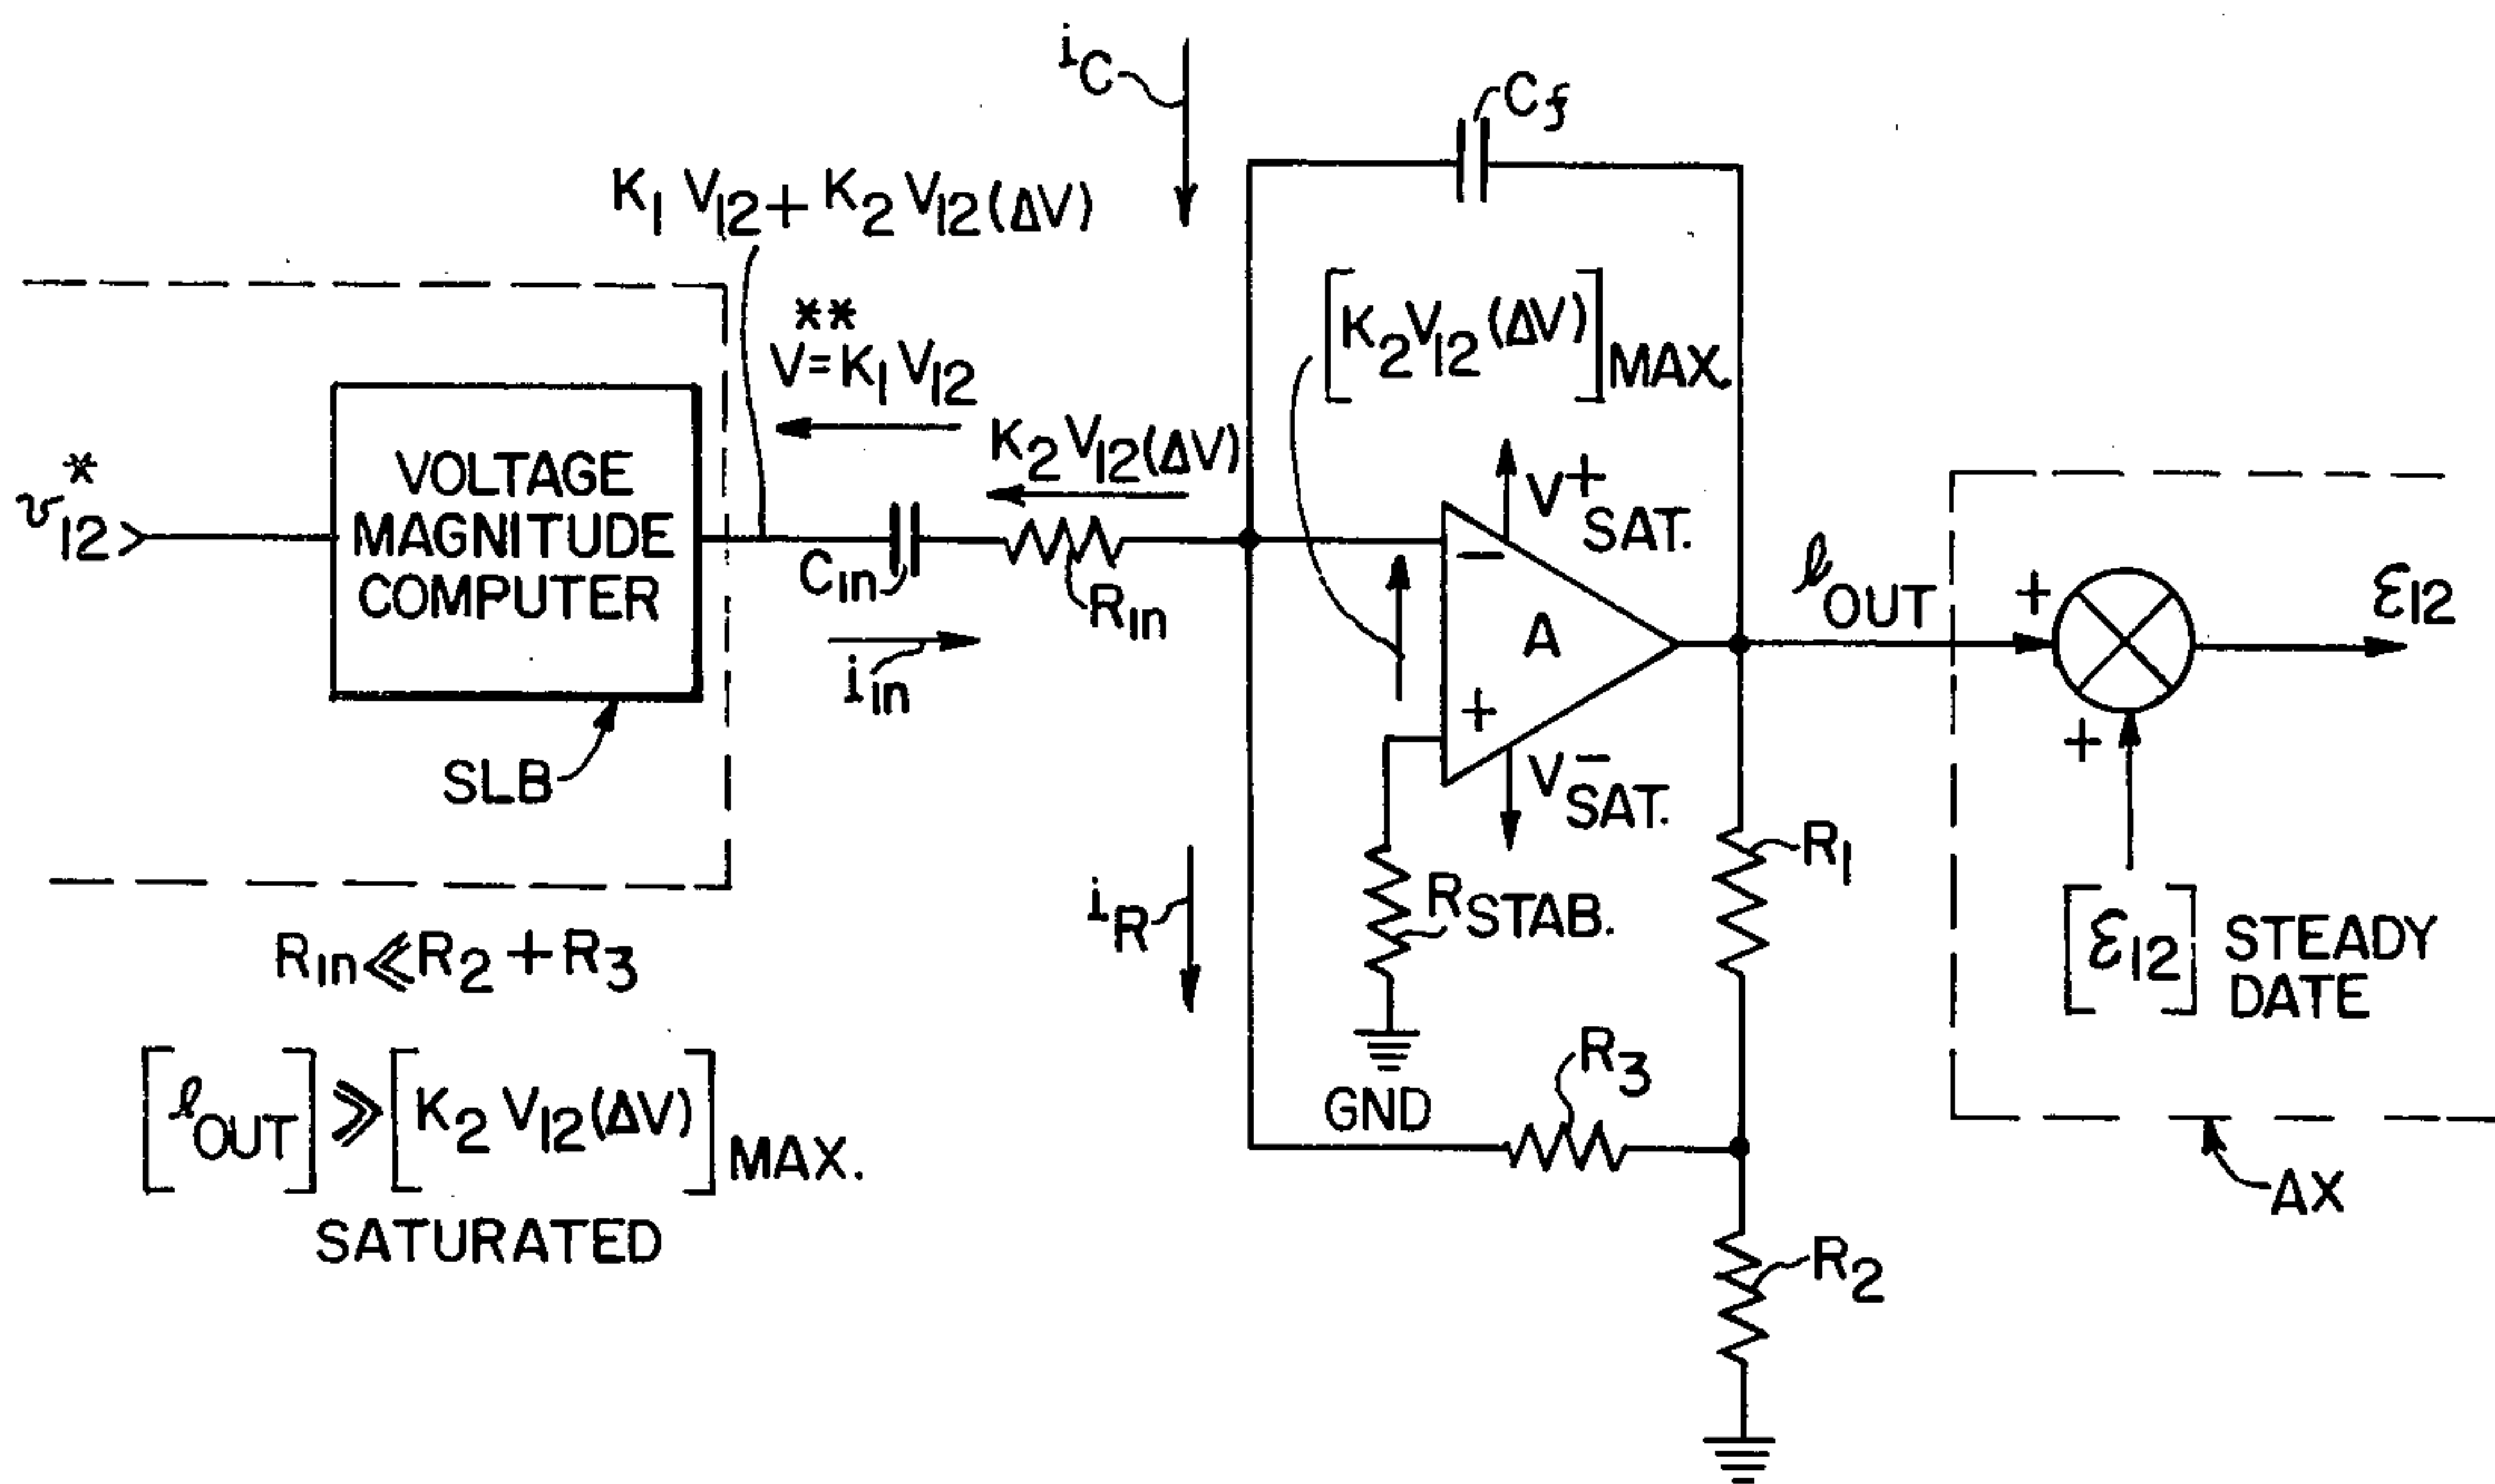 iC
Cf
K1 V12 + K2 V12 (ΔV)
**
V=K1 V12
K2 V12 (ΔV)
[K2 V12 (ΔV)] MAX.
v*12
VOLTAGE
MAGNITUDE
COMPUTER
SLB
Cin
Rin
iin
V+ SAT.
−
A
+
V− SAT.
ℓOUT
+
ε12
+
[ε12] STEADY
DATE
R1
iR
RSTAB.
Rin ≪ R2 + R3
R3
GND
[ℓOUT] ≫ [K2 V12 (ΔV)] MAX.
SATURATED
AX
R2